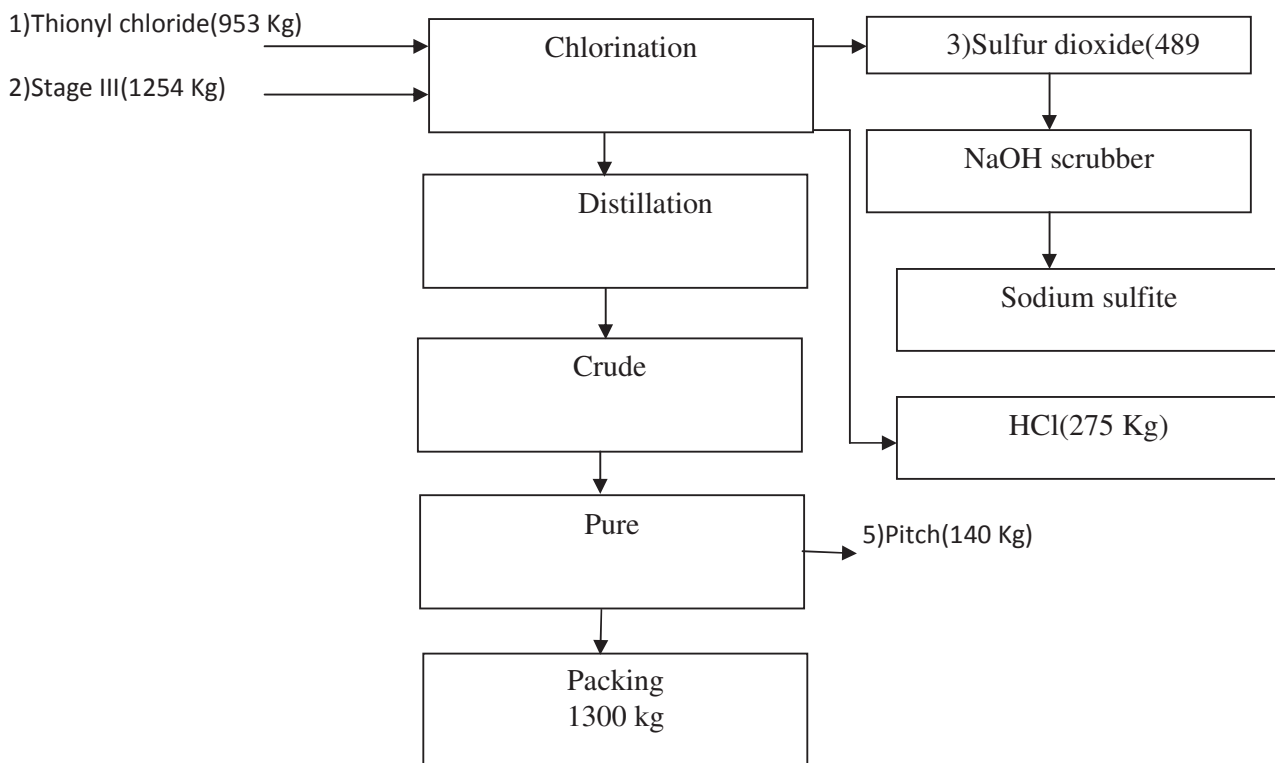 1)Thionyl chloride(953 Kg)
2)Stage III(1254 Kg)
Chlorination
3)Sulfur dioxide(489
NaOH scrubber
Distillation
Sodium sulfite
Crude
HCl(275 Kg)
Pure
5)Pitch(140 Kg)
Packing
1300 kg